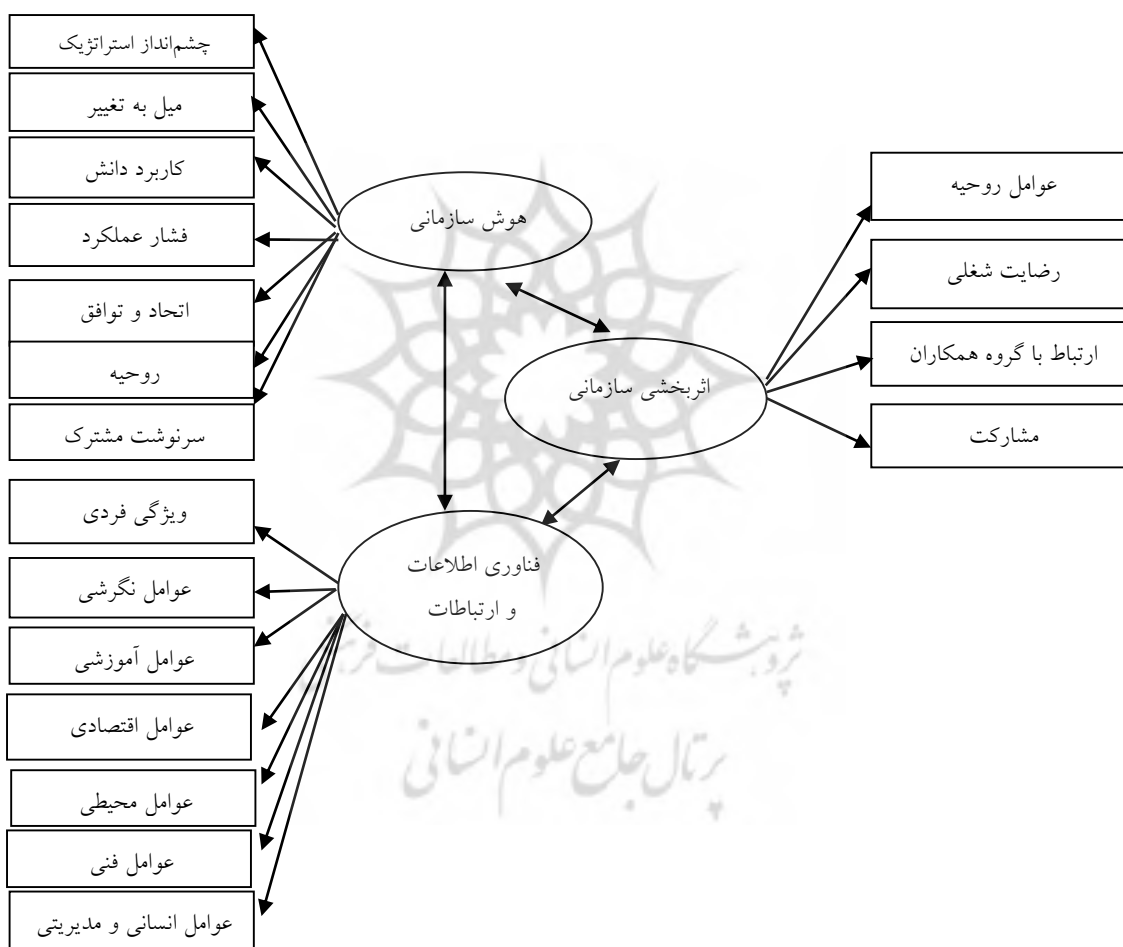 چشم‌انداز استراتژیک
میل به تغییر
کاربرد دانش
فشار عملکرد
اتحاد و توافق
روحیه
سرنوشت مشترک
ویژگی فردی
عوامل نگرشی
عوامل آموزشی
عوامل اقتصادی
عوامل محیطی
عوامل فنی
عوامل انسانی و مدیریتی
هوش سازمانی
اثربخشی سازمانی
فناوری اطلاعات
و ارتباطات
عوامل روحیه
رضایت شغلی
ارتباط با گروه همکاران
مشارکت
پژوهشگاه علوم انسانی و مطالعات فرهنگی
پرتال جامع علوم انسانی